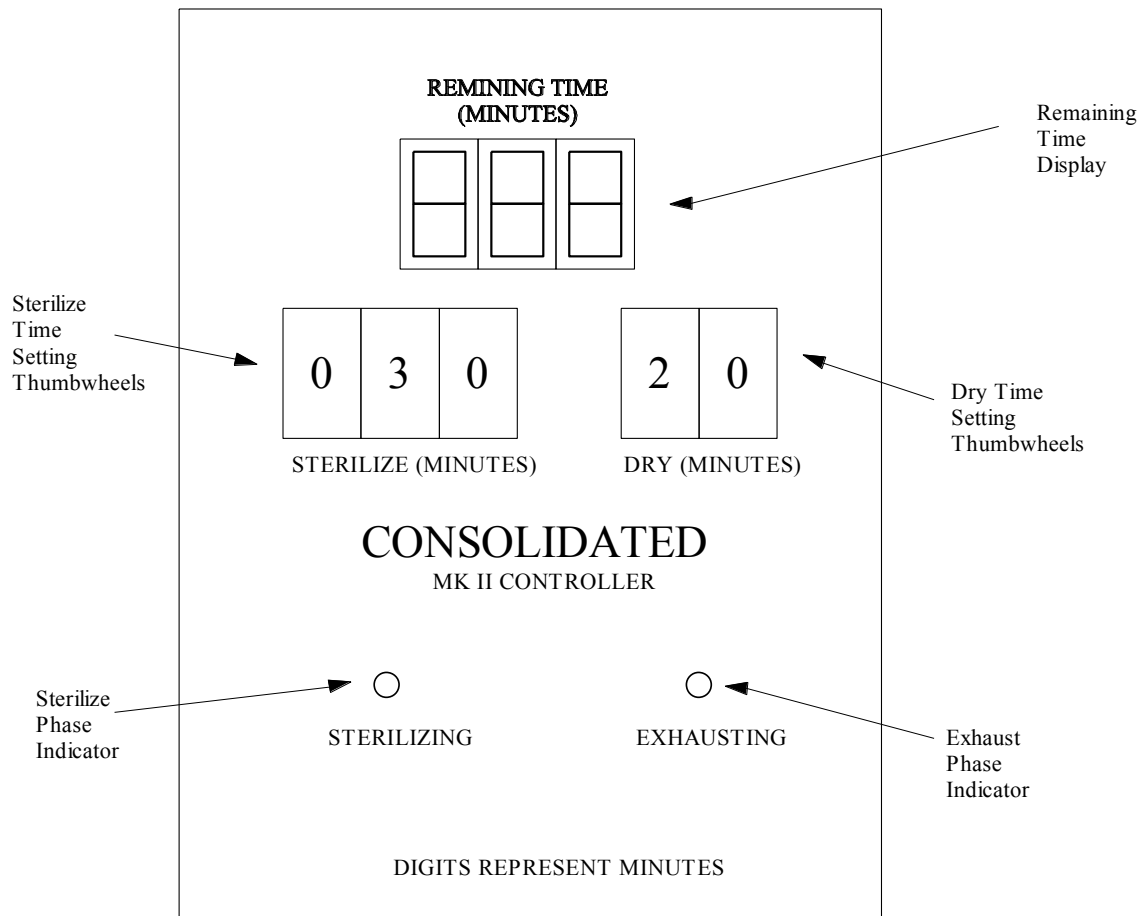 REMINING TIME
(MINUTES)
Remaining
Time
Display
Sterilize
Time
Setting
Thumbwheels
0 3 0
2 0
Dry Time
Setting
Thumbwheels
STERILIZE (MINUTES)
DRY (MINUTES)
CONSOLIDATED
MK II CONTROLLER
Sterilize
Phase
Indicator
STERILIZING
EXHAUSTING
Exhaust
Phase
Indicator
DIGITS REPRESENT MINUTES